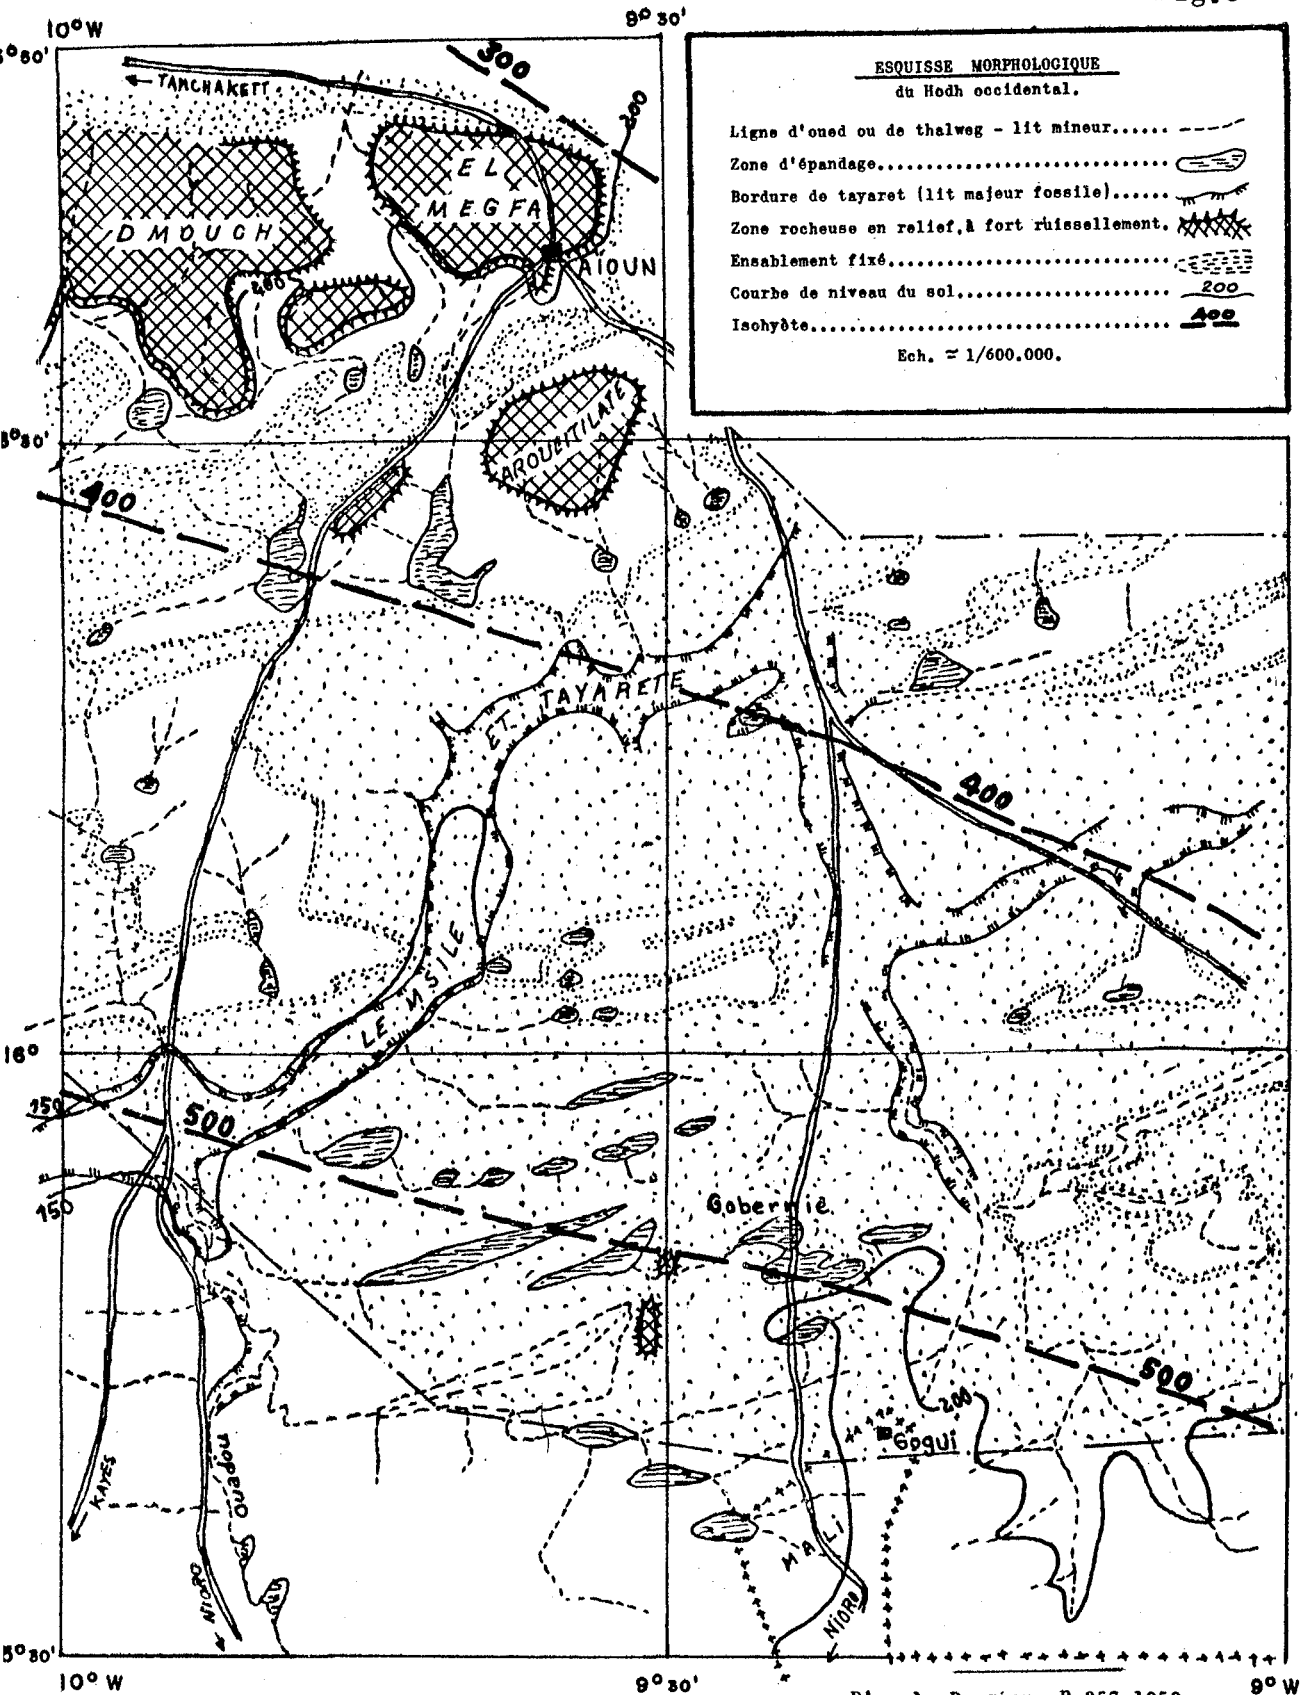 10° W
9° 30'
ESQUISSE MORPHOLOGIQUE
du Hodh occidental.
Ligne d'oued ou de thalweg - lit mineur......
Zone d'épandage
Bordure de tayaret (lit majeur fossile)......
Zone rocheuse en relief, à fort ruissellement.
Ensablement fixé
Courbe de niveau du sol
200
Isohyète
400
Ech. ≃ 1/600.000.
300
← TAMCHAKETT
200
EL
MEGFA
DMOUCH
AIOUN
200
AROUEITILATE
400
ET TAYARETE
400
LE MSILE
16°
150
500
150
Gobernié
500
200
Gogui
KAYES
NIORO
MALI
NIORO
10° W
9° 30'
9° W